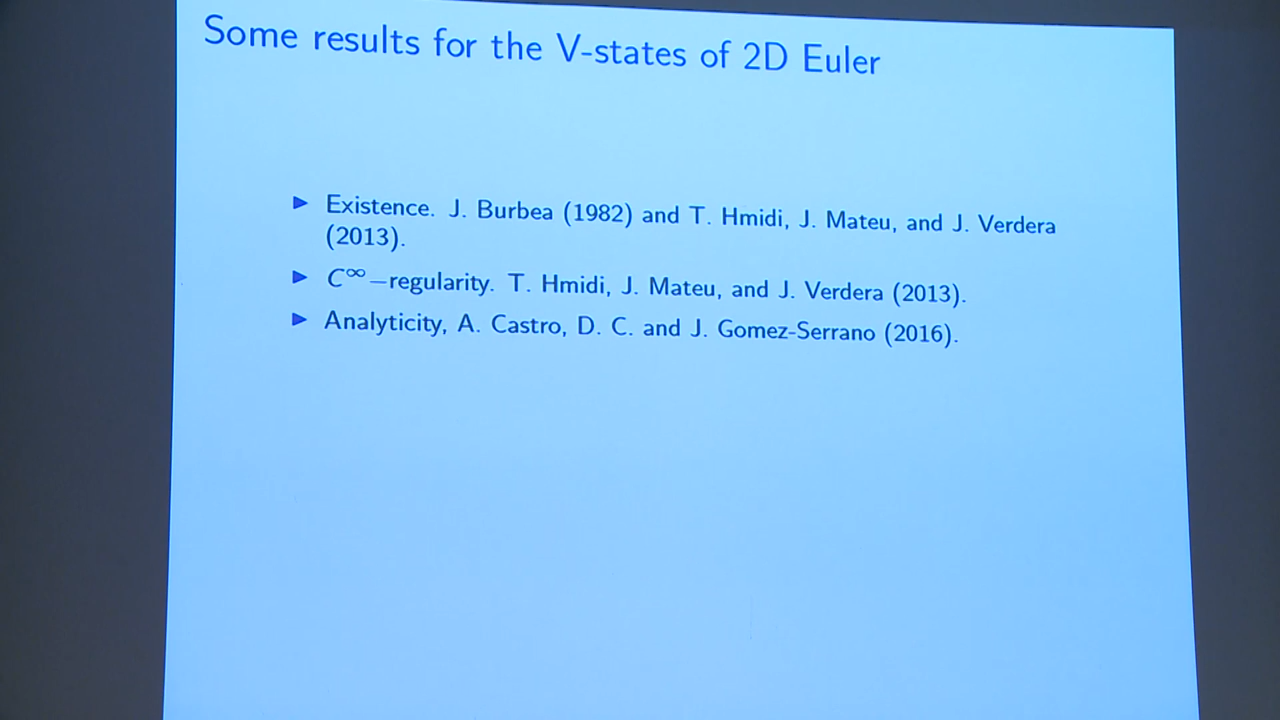 Some results for the V-states of 2D Euler
▶ Existence. J. Burbea (1982) and T. Hmidi, J. Mateu, and J. Verdera
(2013).
▶ C∞−regularity. T. Hmidi, J. Mateu, and J. Verdera (2013).
▶ Analyticity, A. Castro, D. C. and J. Gomez-Serrano (2016).